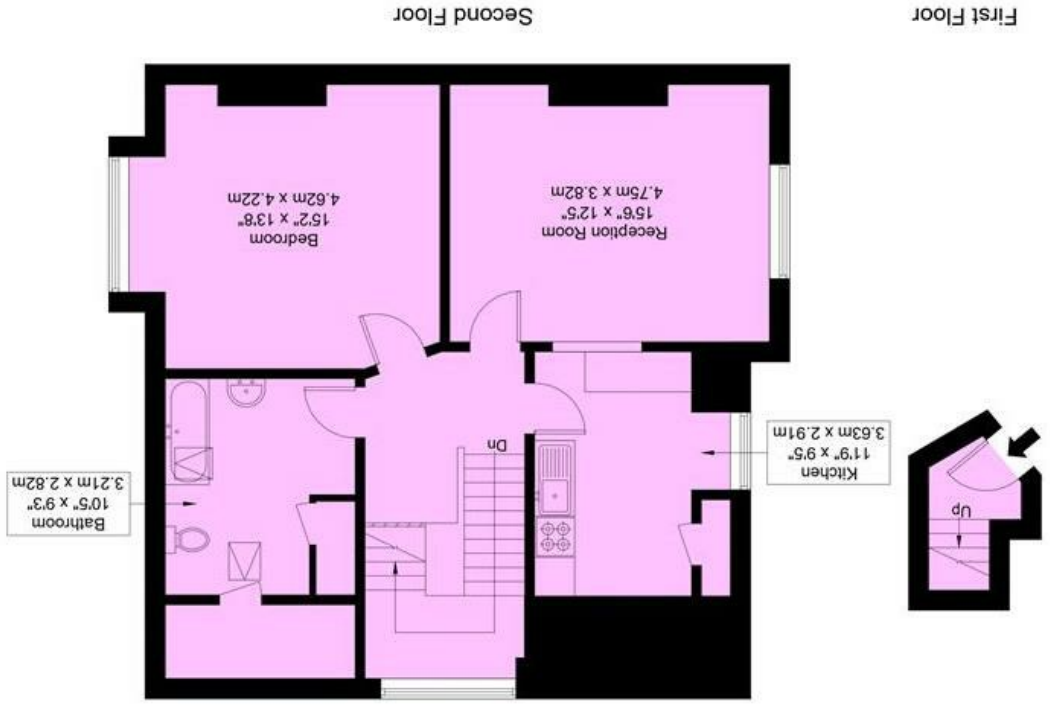 Kitchen
11'9" x 9'5"
3.63m x 2.91m
Up
First Floor
Reception Room
15'6" x 12'5"
4.75m x 3.82m
Bedroom
15'2" x 13'8"
4.62m x 4.22m
Dn
Bathroom
10'5" x 9'3"
3.21m x 2.82m
Second Floor